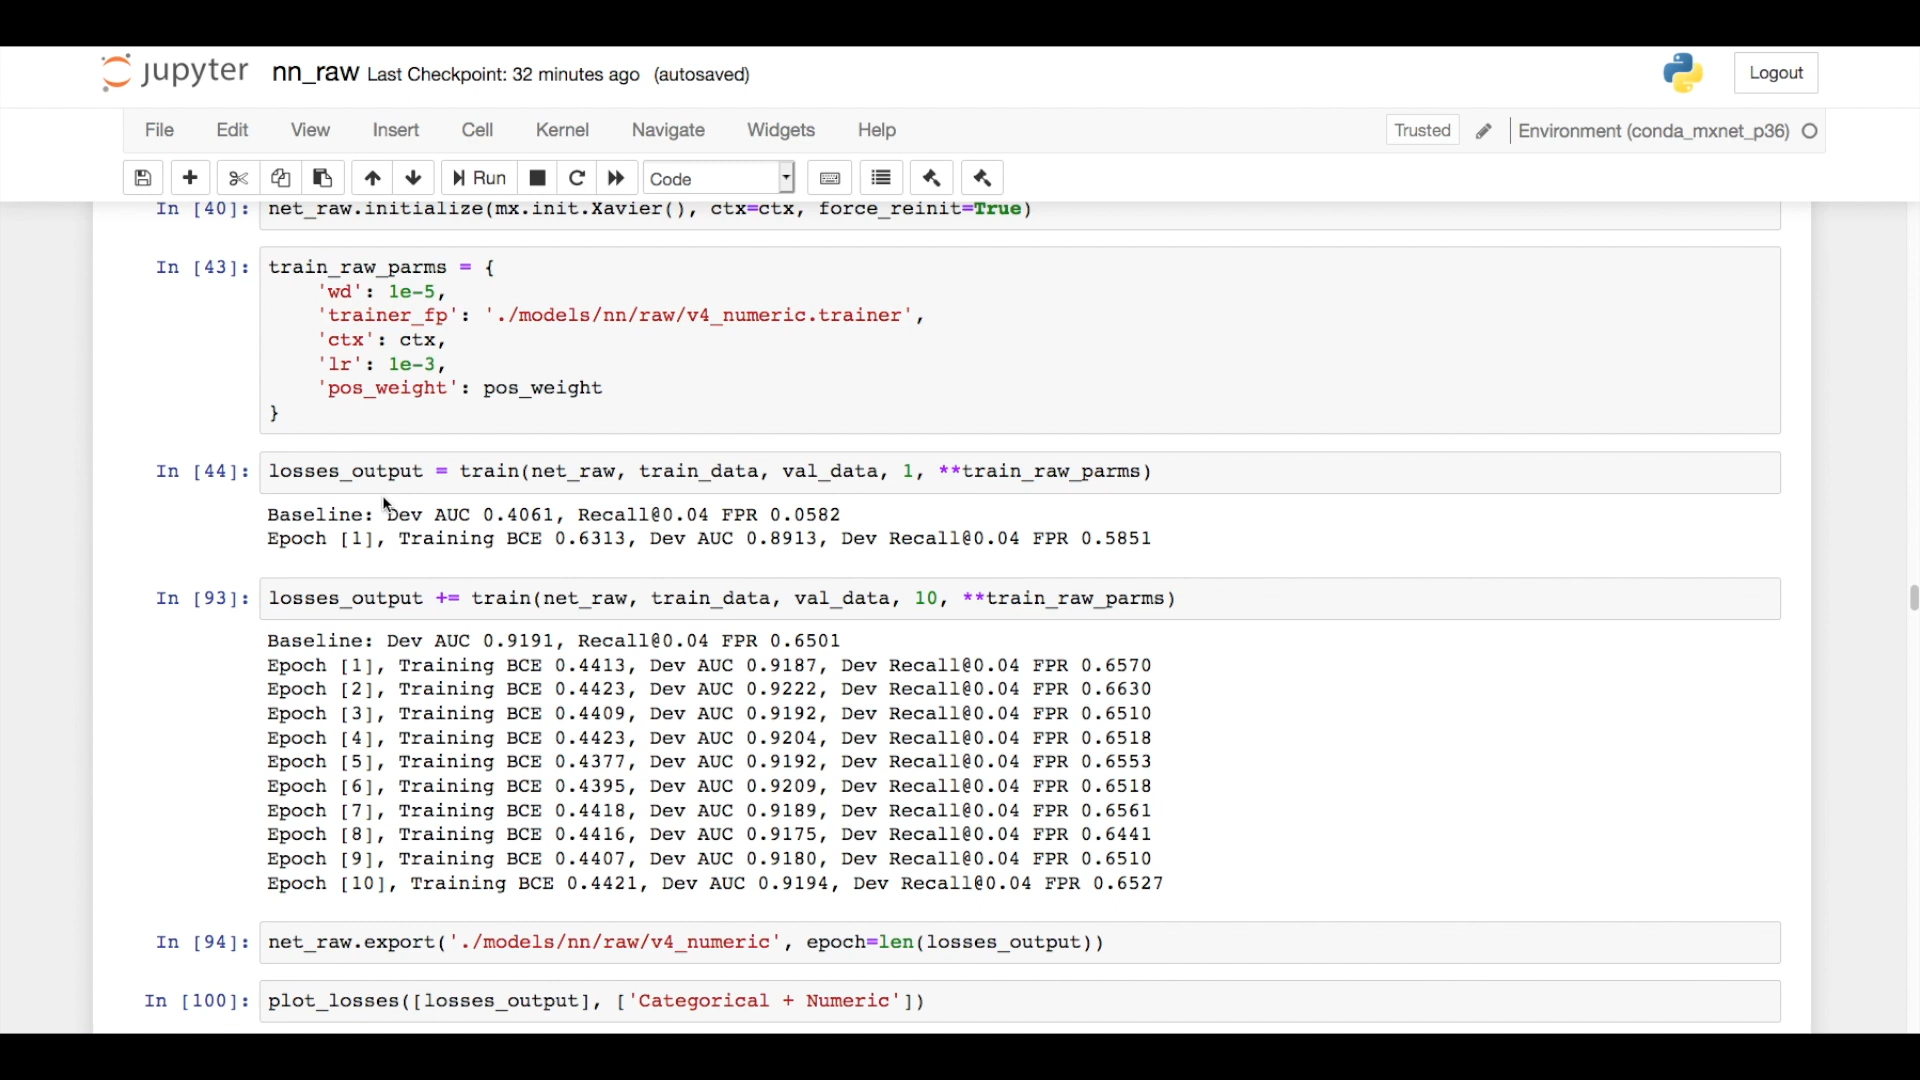 jupyter nn_raw Last Checkpoint: 32 minutes ago (autosaved) Logout
File Edit View Insert Cell Kernel Navigate Widgets Help Trusted Environment (conda_mxnet_p36)
Run Code
In [40]: net_raw.initialize(mx.init.Xavier(), ctx=ctx, force_reinit=True)
In [43]: train_raw_parms = {
'wd': 1e-5,
'trainer_fp': './models/nn/raw/v4_numeric.trainer',
'ctx': ctx,
'lr': 1e-3,
'pos_weight': pos_weight
}
In [44]: losses_output = train(net_raw, train_data, val_data, 1, **train_raw_parms)
Baseline: Dev AUC 0.4061, Recall@0.04 FPR 0.0582
Epoch [1], Training BCE 0.6313, Dev AUC 0.8913, Dev Recall@0.04 FPR 0.5851
In [93]: losses_output += train(net_raw, train_data, val_data, 10, **train_raw_parms)
Baseline: Dev AUC 0.9191, Recall@0.04 FPR 0.6501
Epoch [1], Training BCE 0.4413, Dev AUC 0.9187, Dev Recall@0.04 FPR 0.6570
Epoch [2], Training BCE 0.4423, Dev AUC 0.9222, Dev Recall@0.04 FPR 0.6630
Epoch [3], Training BCE 0.4409, Dev AUC 0.9192, Dev Recall@0.04 FPR 0.6510
Epoch [4], Training BCE 0.4423, Dev AUC 0.9204, Dev Recall@0.04 FPR 0.6518
Epoch [5], Training BCE 0.4377, Dev AUC 0.9192, Dev Recall@0.04 FPR 0.6553
Epoch [6], Training BCE 0.4395, Dev AUC 0.9209, Dev Recall@0.04 FPR 0.6518
Epoch [7], Training BCE 0.4418, Dev AUC 0.9189, Dev Recall@0.04 FPR 0.6561
Epoch [8], Training BCE 0.4416, Dev AUC 0.9175, Dev Recall@0.04 FPR 0.6441
Epoch [9], Training BCE 0.4407, Dev AUC 0.9180, Dev Recall@0.04 FPR 0.6510
Epoch [10], Training BCE 0.4421, Dev AUC 0.9194, Dev Recall@0.04 FPR 0.6527
In [94]: net_raw.export('./models/nn/raw/v4_numeric', epoch=len(losses_output))
In [100]: plot_losses([losses_output], ['Categorical + Numeric'])